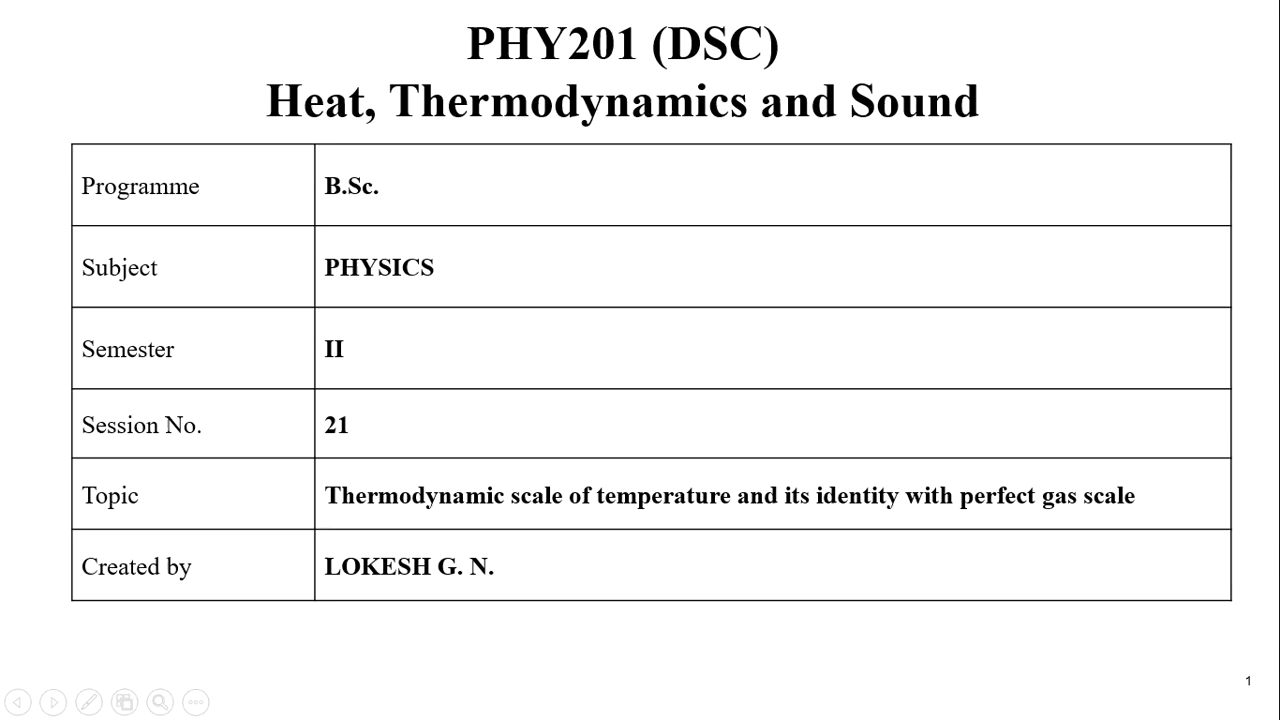 PHY201 (DSC)
Heat, Thermodynamics and Sound
Programme B.Sc.
Subject PHYSICS
Semester II
Session No. 21
Topic Thermodynamic scale of temperature and its identity with perfect gas scale
Created by LOKESH G. N.
1